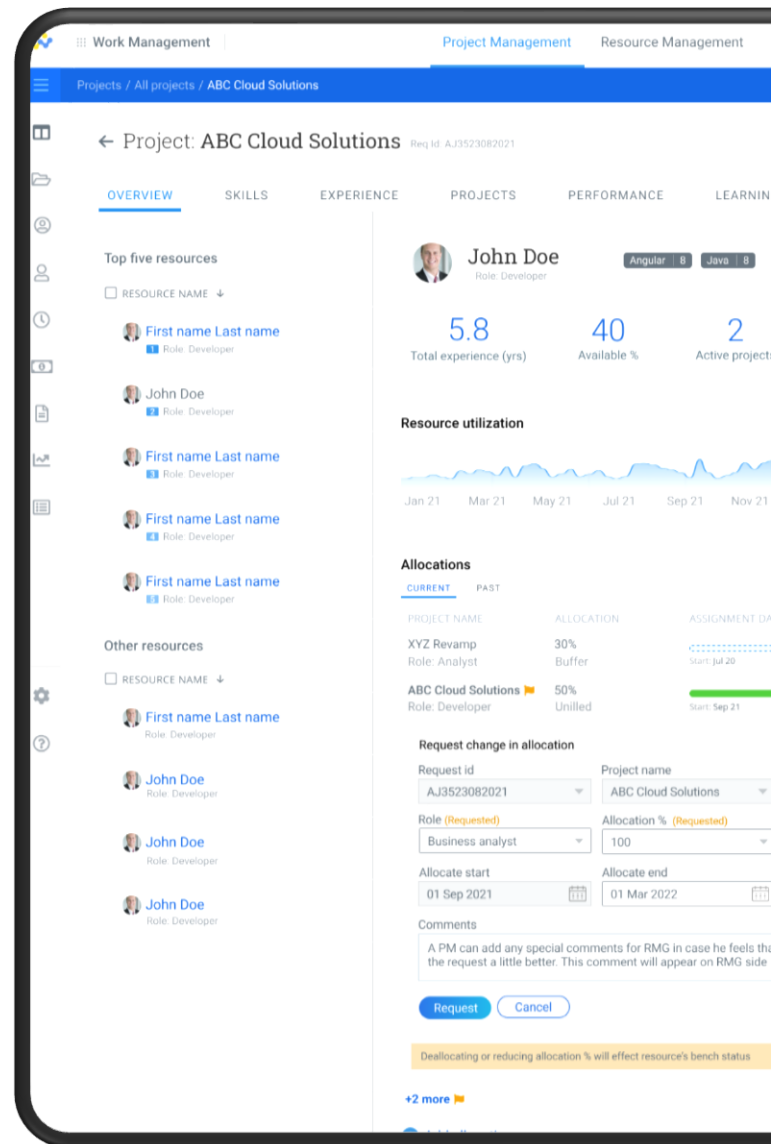 Work Management
Project Management
Resource Management
Projects / All projects / ABC Cloud Solutions
Project: ABC Cloud Solutions
Req Id: AJ3523082021
OVERVIEW
SKILLS
EXPERIENCE
PROJECTS
PERFORMANCE
LEARNIN
Top five resources
RESOURCE NAME
First name Last name
1 Role: Developer
John Doe
2 Role: Developer
First name Last name
3 Role: Developer
First name Last name
4 Role: Developer
First name Last name
5 Role: Developer
Other resources
RESOURCE NAME
First name Last name
Role: Developer
John Doe
Role: Developer
John Doe
Role: Developer
John Doe
Role: Developer
John Doe
Role: Developer
Angular 8
Java 8
5.8
Total experience (yrs)
40
Available %
2
Active projects
Resource utilization
Jan 21 Mar 21 May 21 Jul 21 Sep 21 Nov 21
Allocations
CURRENT PAST
PROJECT NAME ALLOCATION ASSIGNMENT DA
XYZ Revamp 30%
Role: Analyst Buffer Start: Jul 20
ABC Cloud Solutions 50%
Role: Developer Unilled Start: Sep 21
Request change in allocation
Request id
AJ3523082021
Project name
ABC Cloud Solutions
Role (Requested)
Business analyst
Allocation % (Requested)
100
Allocate start
01 Sep 2021
Allocate end
01 Mar 2022
Comments
A PM can add any special comments for RMG in case he feels tha
the request a little better. This comment will appear on RMG side
Request
Cancel
Deallocating or reducing allocation % will effect resource's bench status
+2 more